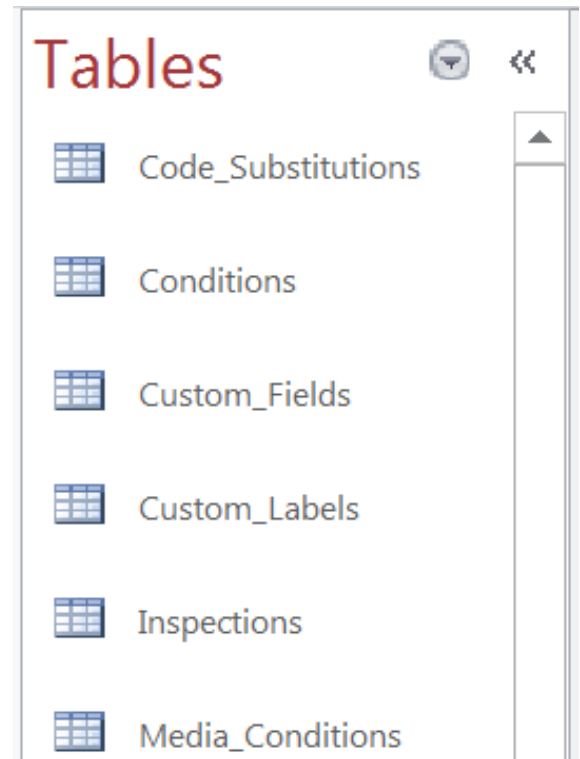 Tables
Code_Substitutions
Conditions
Custom_Fields
Custom_Labels
Inspections
Media_Conditions